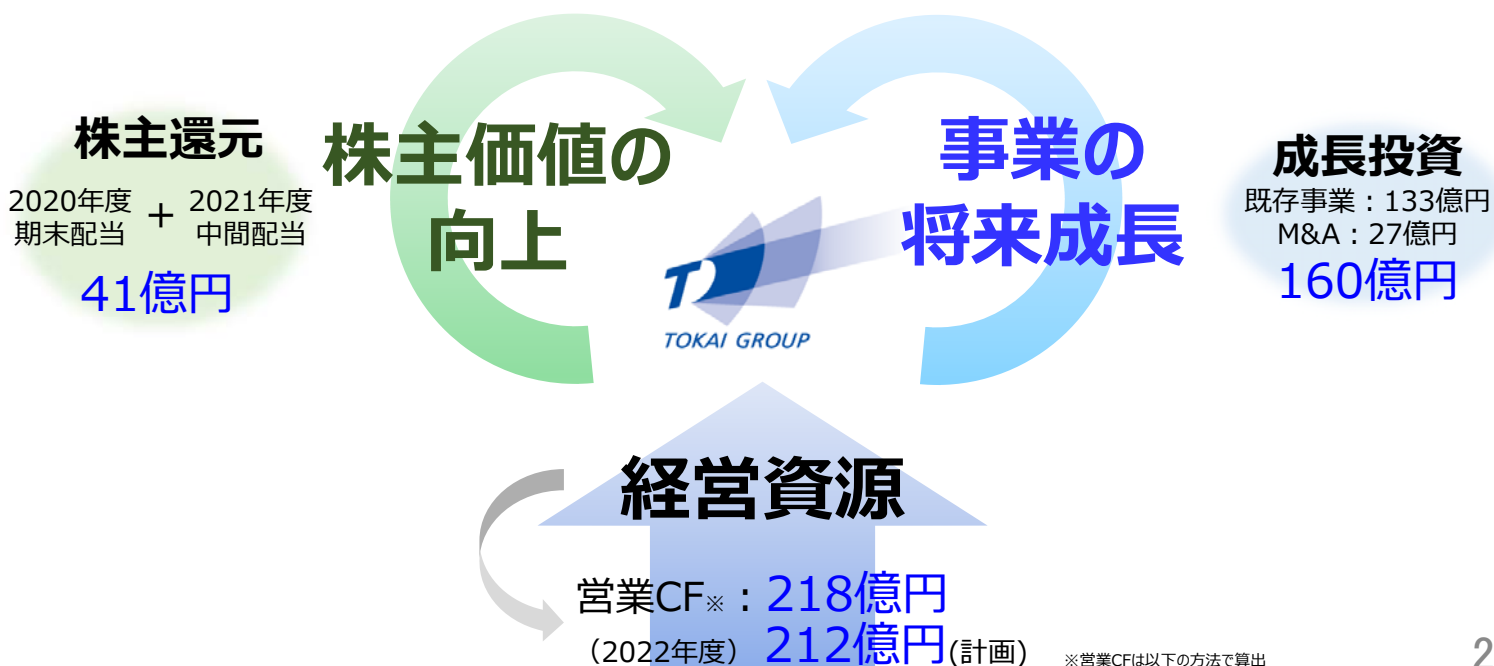 株主還元
2020年度 + 2021年度
期末配当 中間配当
41億円
株主価値の
向上
事業の
将来成長
成長投資
既存事業：133億円
M&A：27億円
160億円
T
TOKAI GROUP
経営資源
営業CF※：218億円
（2022年度） 212億円(計画)
※営業CFは以下の方法で算出
2